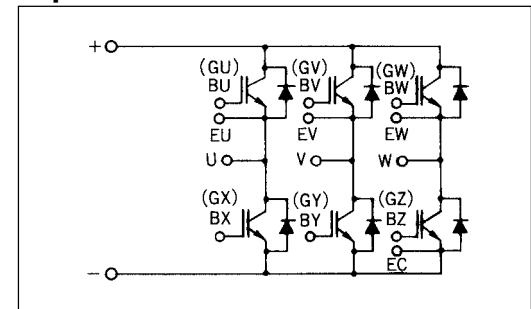 +
(GU) (GV) (GW)
BU BV BW
EU EV EW
U V W
(GX) (GY) (GZ)
BX BY BZ
EC
−